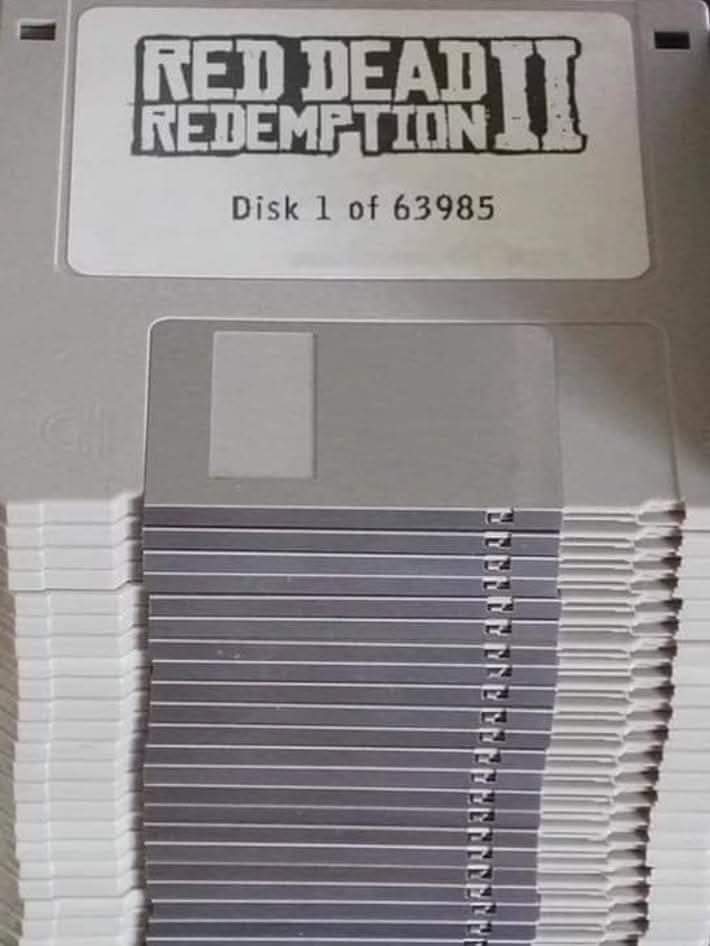 RED DEAD
REDEMPTION II
Disk 1 of 63985